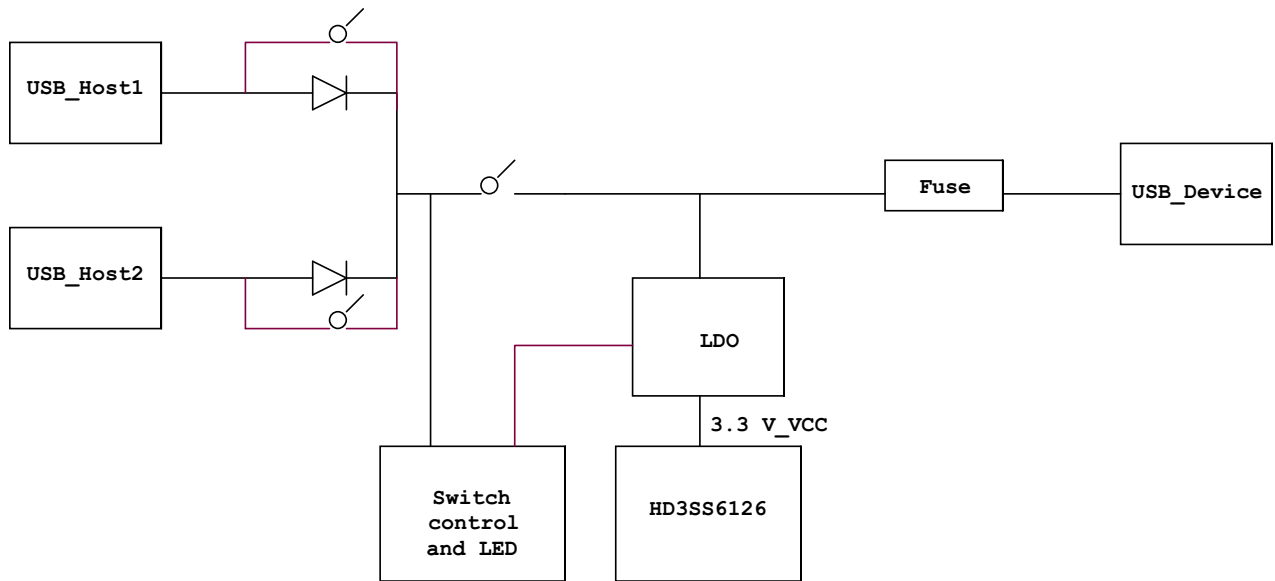 USB_Host1
Fuse
USB_Device
USB_Host2
LDO
3.3 V_VCC
Switch
control
and LED
HD3SS6126